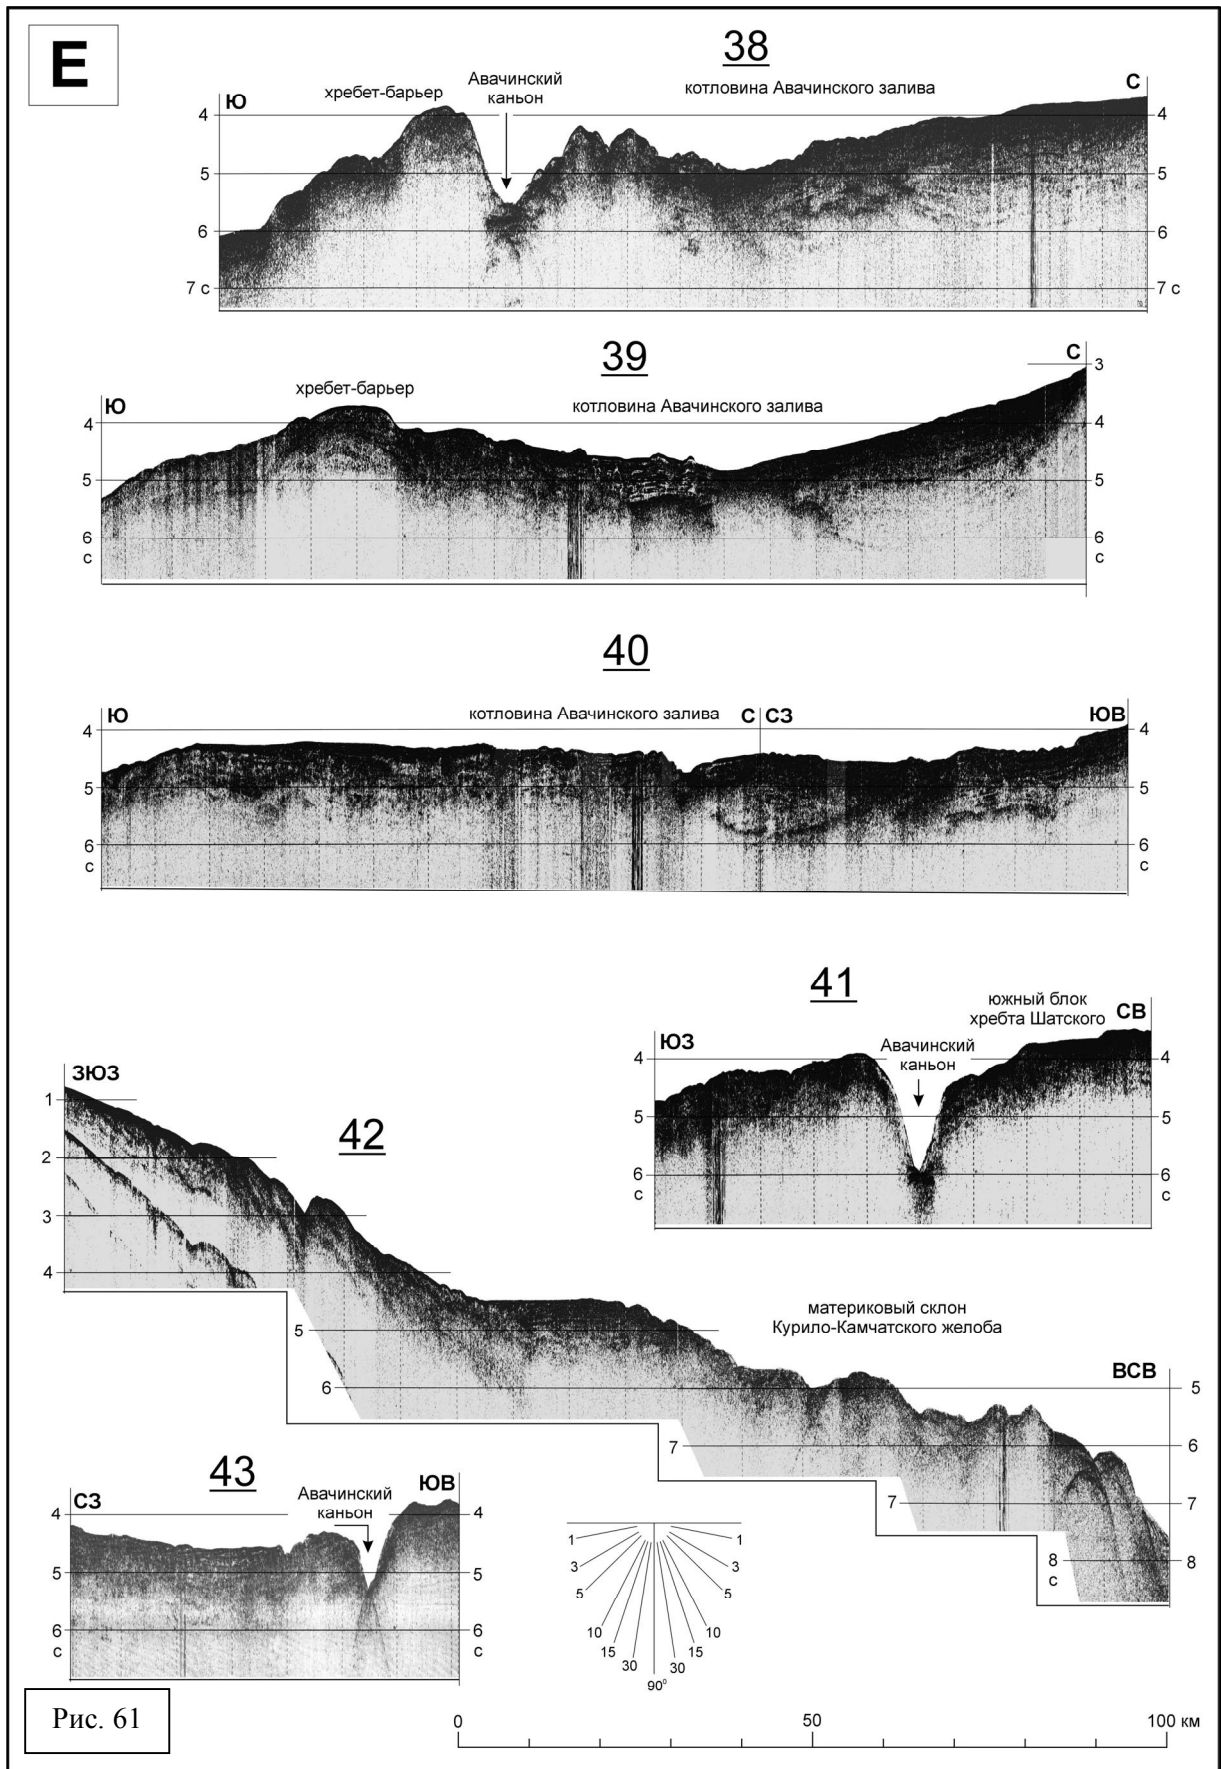 E
38
Ю
хребет-барьер
Авачинский
каньон
котловина Авачинского залива
С
4
4
5
5
6
6
7 с
7 с
39
Ю
хребет-барьер
котловина Авачинского залива
С
3
4
4
5
5
6
с
6
с
40
Ю
котловина Авачинского залива
С
СЗ
ЮВ
4
4
5
5
6
с
6
с
41
ЮЗ
Авачинский
каньон
южный блок
хребта Шатского
СВ
4
4
5
5
6
с
6
с
42
ЗЮЗ
1
2
3
4
5
6
7
7
8
с
материковый склон
Курило-Камчатского желоба
ВСВ
5
6
7
8
43
СЗ
Авачинский
каньон
ЮВ
4
4
5
5
6
с
6
с
1
1
3
3
5
5
10
10
15
15
30
30
90°
Рис. 61
0
50
100 км